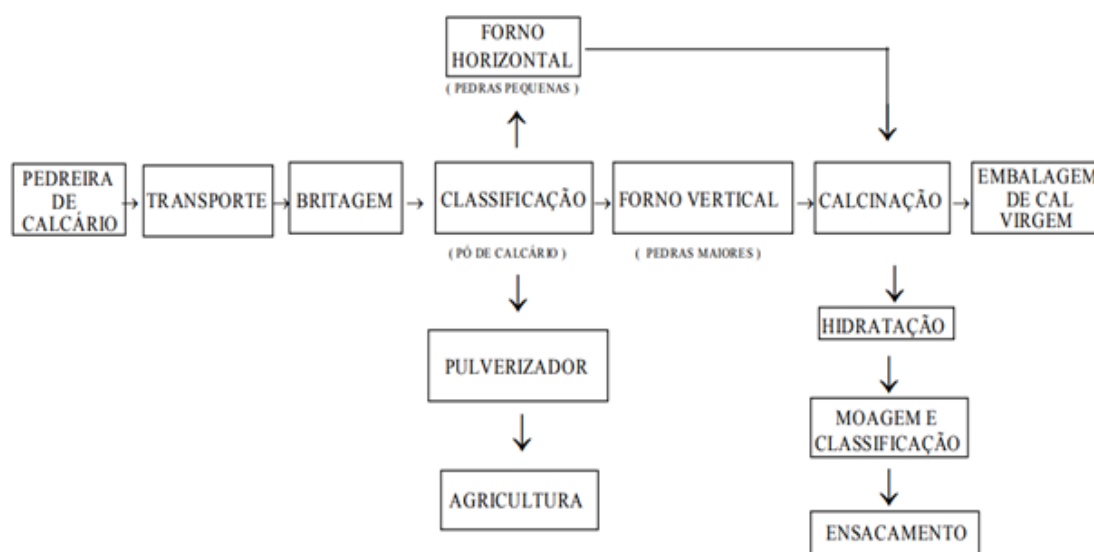 FORNO
HORIZONTAL
( PEDRAS PEQUENAS )
PEDREIRA
DE
CALCÁRIO
TRANSPORTE
BRITAGEM
CLASSIFICAÇÃO
( PÓ DE CALCÁRIO )
FORNO VERTICAL
( PEDRAS MAIORES )
CALCINAÇÃO
EMBALAGEM
DE CAL
VIRGEM
PULVERIZADOR
AGRICULTURA
HIDRATAÇÃO
MOAGEM E
CLASSIFICAÇÃO
ENSACAMENTO